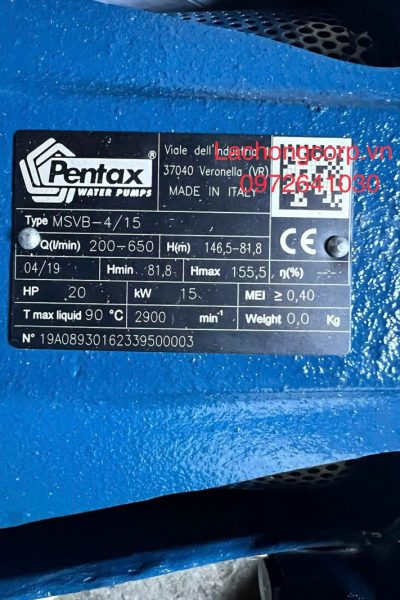 Pentax®
WATER PUMPS
Viale dell'Industria
37040 Veronella (VR)
MADE IN ITALY
Lachongcorp.vn
0972641030
Type MSVB-4/15
Q(l/min) 200-650 H(m) 146,5-81,8
CE
04/19 Hmin 81,8 Hmax 155,5 η(%) ---
HP 20 kW 15 MEI ≥ 0,40
T max liquid 90 °C 2900 min⁻¹ Weight 0,0 Kg
N° 19A08930162339500003